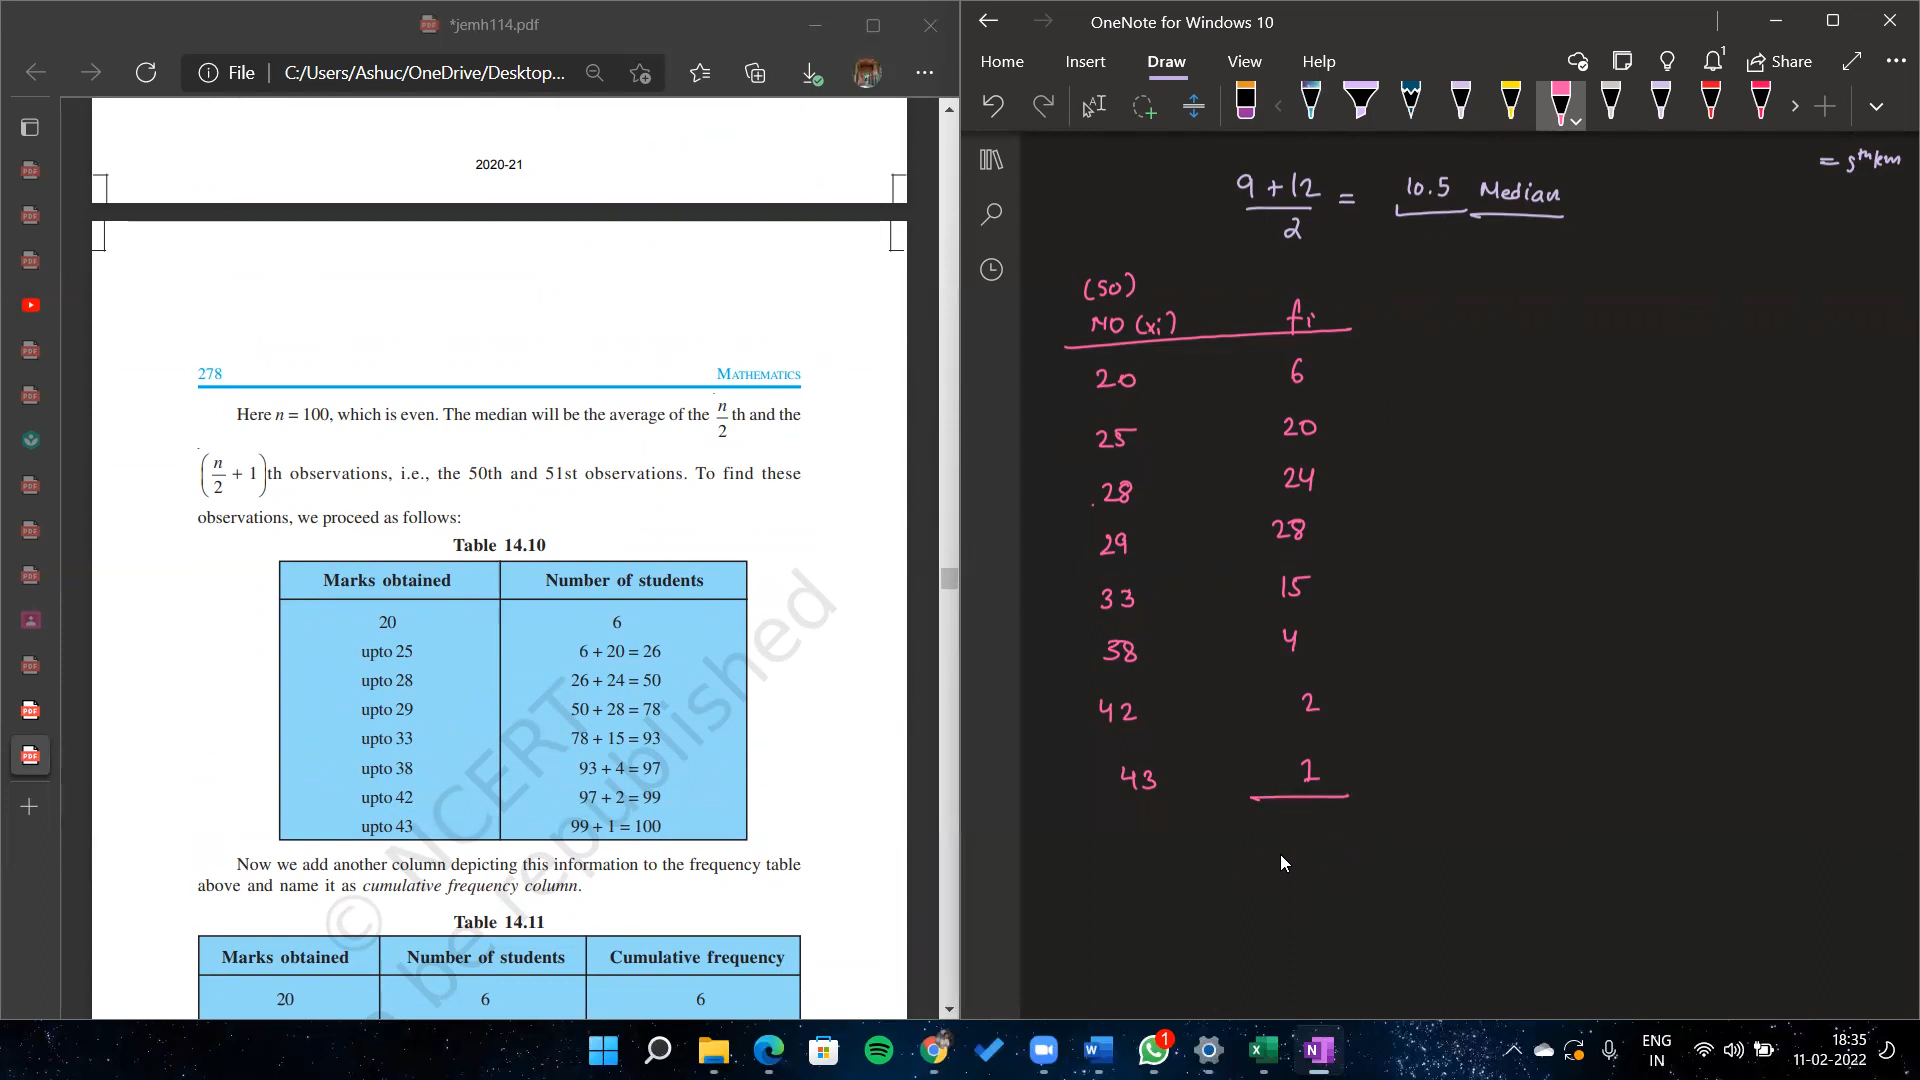 *jemh114.pdf
File
C:/Users/Ashuc/OneDrive/Desktop...
2020-21
278 MATHEMATICS
Here n = 100, which is even. The median will be the average of the n/2 th and the
(n/2 + 1)th observations, i.e., the 50th and 51st observations. To find these
observations, we proceed as follows:
Table 14.10
Marks obtained Number of students
20 6
upto 25 6 + 20 = 26
upto 28 26 + 24 = 50
upto 29 50 + 28 = 78
upto 33 78 + 15 = 93
upto 38 93 + 4 = 97
upto 42 97 + 2 = 99
upto 43 99 + 1 = 100
Now we add another column depicting this information to the frequency table
above and name it as cumulative frequency column.
Table 14.11
Marks obtained Number of students Cumulative frequency
20 6 6
© NCERT
be republished
OneNote for Windows 10
Home Insert Draw View Help
1
Share
= 5th km
9 + 12 / 2 = 10.5 Median
(50)
NO (xi) fi
20 6
25 20
28 24
29 28
33 15
38 4
42 2
43 1
1
ENG
IN
18:35
11-02-2022